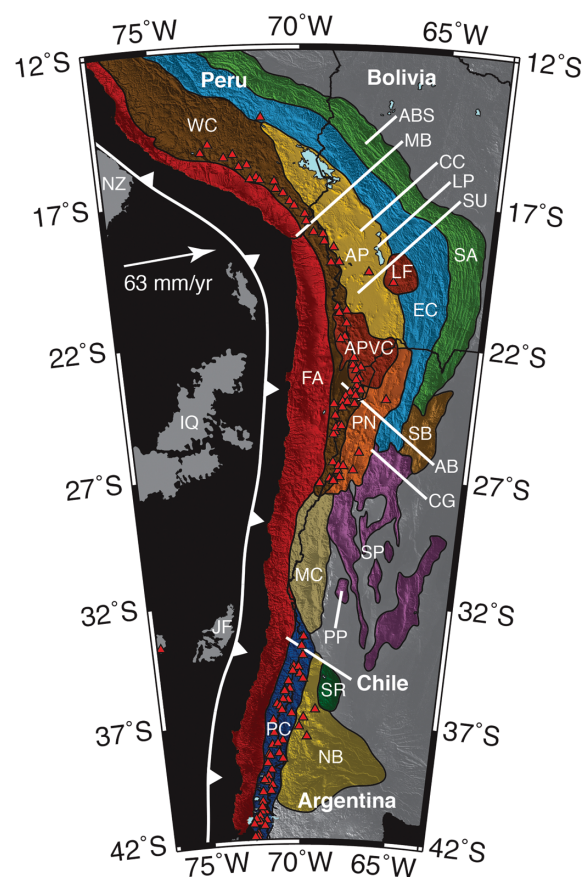 75°W 70°W 65°W
12°S 12°S
Peru Bolivia
ABS
WC MB
CC
NZ LP
SU
17°S 17°S
AP SA
LF
63 mm/yr
EC
APVC
22°S 22°S
FA
IQ PN SB
AB
CG
27°S 27°S
SP
MC
32°S 32°S
JF PP
Chile
SR
37°S PC 37°S
NB
Argentina
42°S 42°S
75°W 70°W 65°W